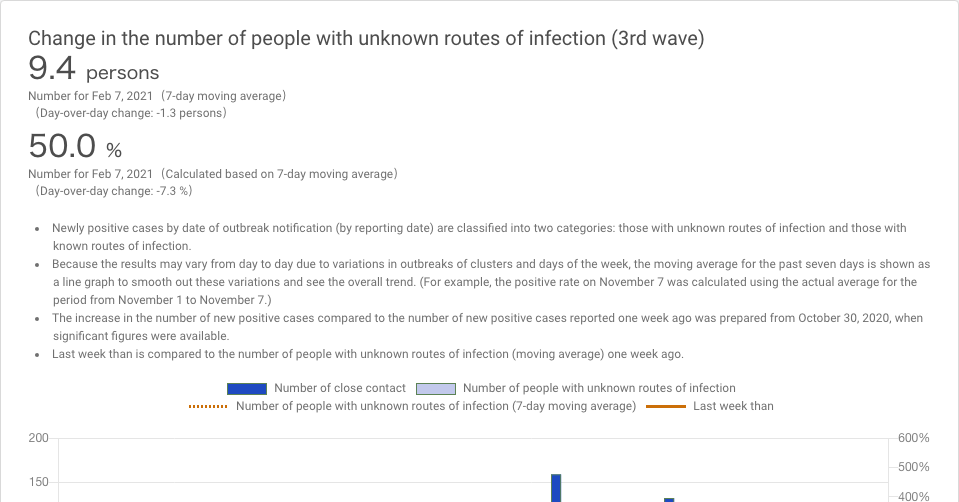 Change in the number of people with unknown routes of infection (3rd wave)
9.4 persons
Number for Feb 7, 2021（7-day moving average）
（Day-over-day change: -1.3 persons）
50.0 %
Number for Feb 7, 2021（Calculated based on 7-day moving average）
（Day-over-day change: -7.3 %）
• Newly positive cases by date of outbreak notification (by reporting date) are classified into two categories: those with unknown routes of infection and those with
known routes of infection.
• Because the results may vary from day to day due to variations in outbreaks of clusters and days of the week, the moving average for the past seven days is shown as
a line graph to smooth out these variations and see the overall trend. (For example, the positive rate on November 7 was calculated using the actual average for the
period from November 1 to November 7.)
• The increase in the number of new positive cases compared to the number of new positive cases reported one week ago was prepared from October 30, 2020, when
significant figures were available.
• Last week than is compared to the number of people with unknown routes of infection (moving average) one week ago.
Number of close contact Number of people with unknown routes of infection
Number of people with unknown routes of infection (7-day moving average) Last week than
200 600%
500%
150
400%